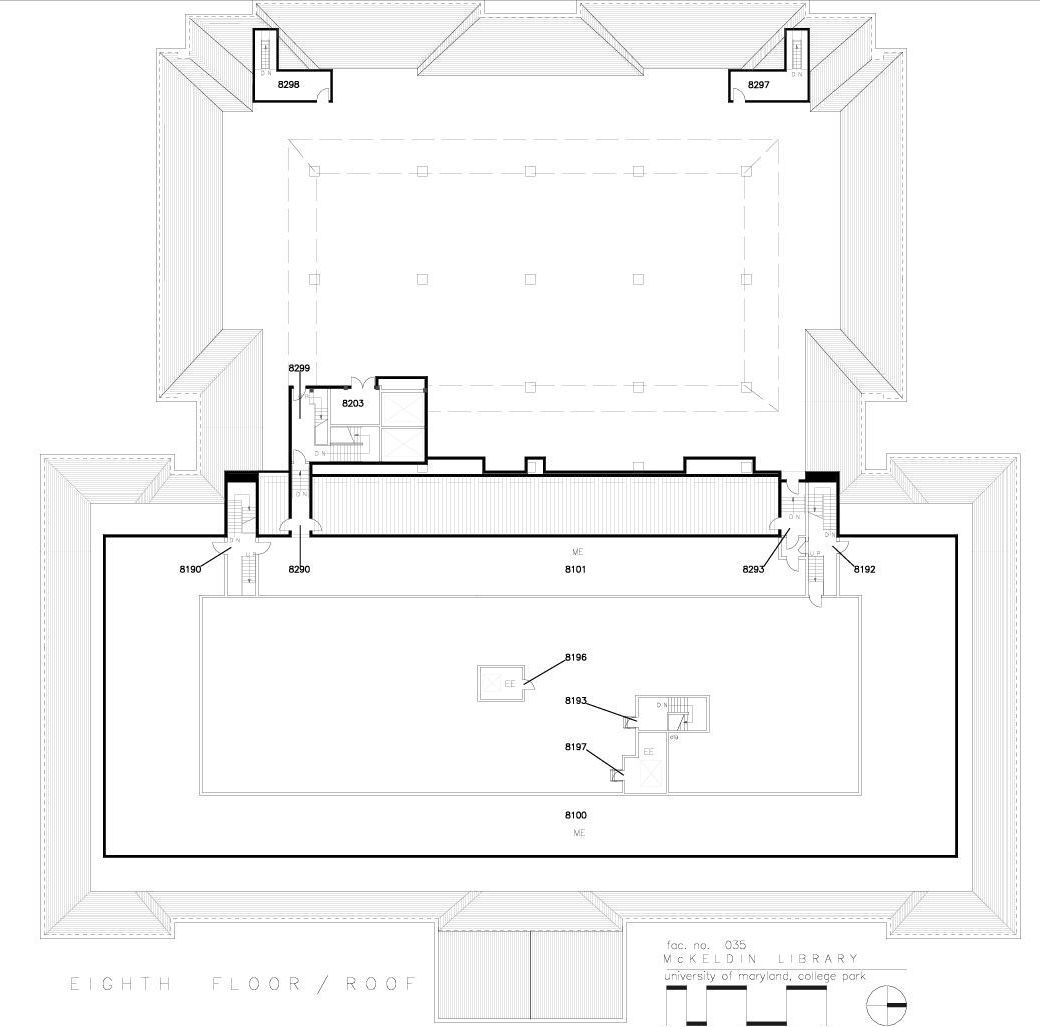 DN
8298
DN
8297
8299
8203
DN
DN
DN
DN
DN
DN
UP
UP
ME
8190
8290
8101
8293
8192
8196
EE
8193
DN
8197
EE
8100
ME
fac. no. 035
McKELDIN LIBRARY
university of maryland, college park
EIGHTH FLOOR / ROOF